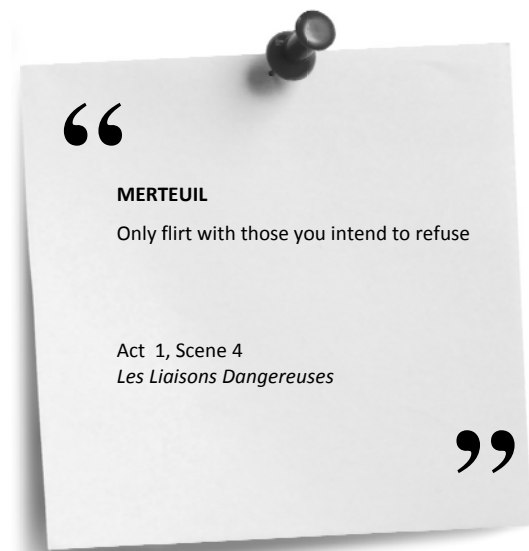 “
MERTEUIL
Only flirt with those you intend to refuse
Act 1, Scene 4
Les Liaisons Dangereuses
”